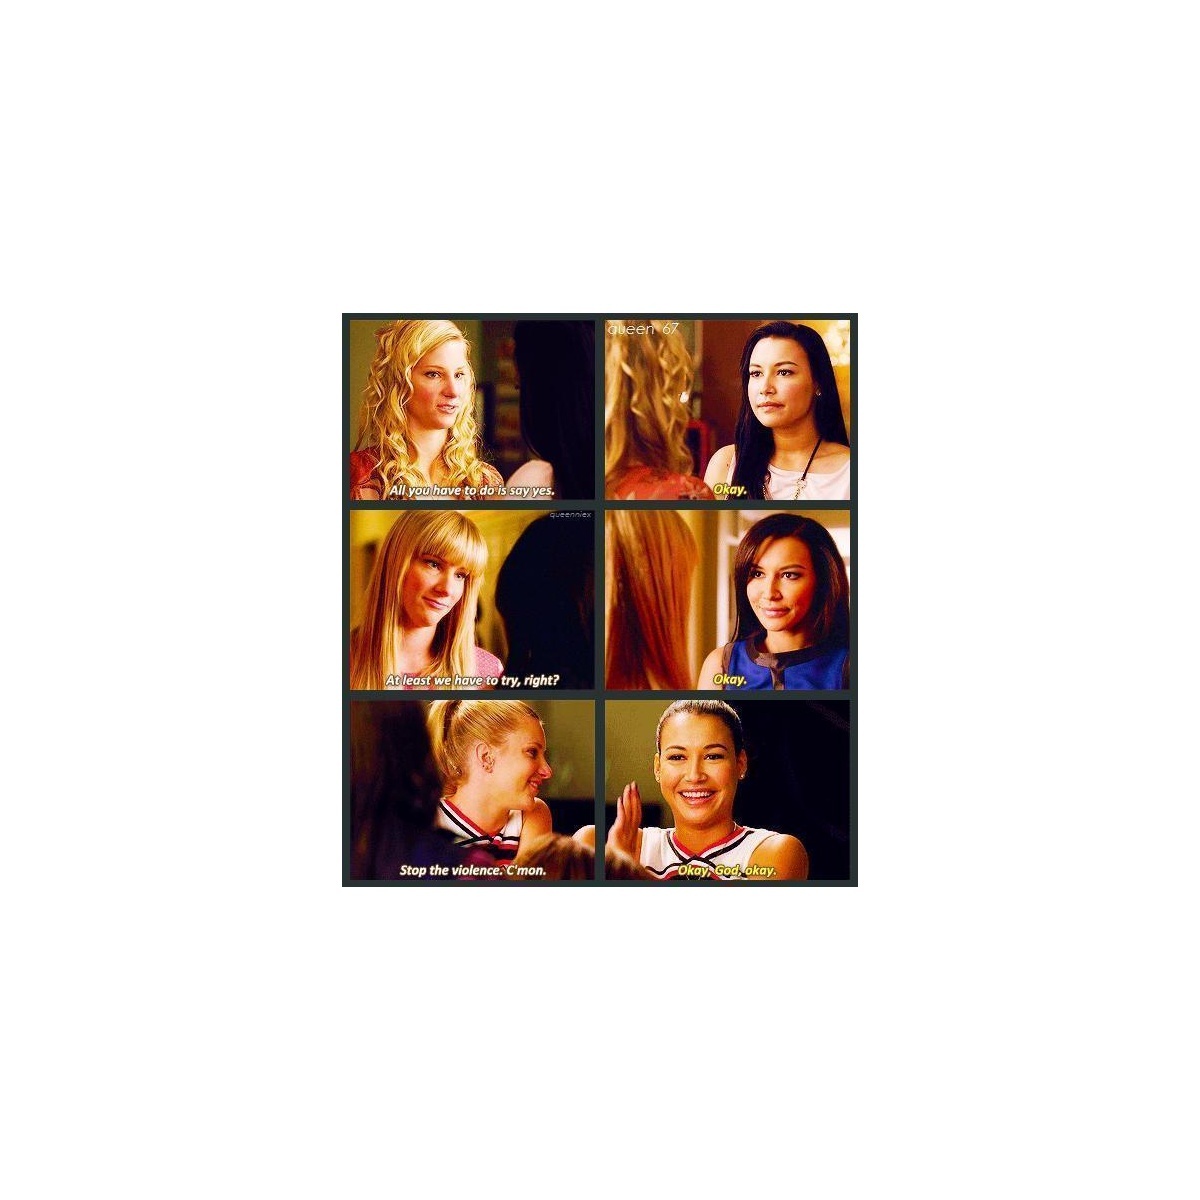 queen 67
All you have to do is say yes.
Okay.
queenniex
At least we have to try, right?
Okay.
Stop the violence. C'mon.
Okay, God, okay.